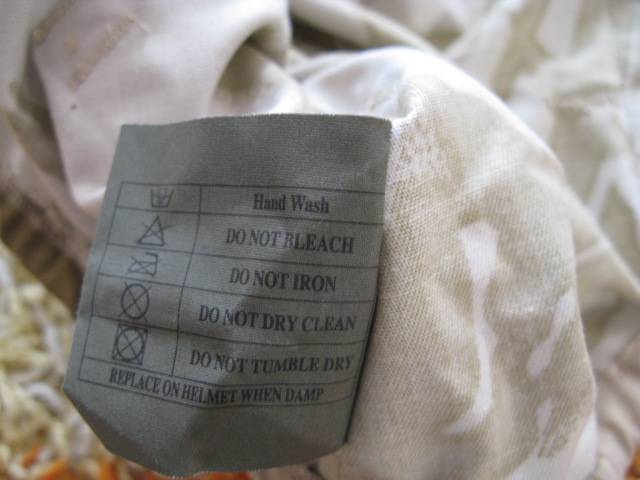 Hand Wash
DO NOT BLEACH
DO NOT IRON
DO NOT DRY CLEAN
DO NOT TUMBLE DRY
REPLACE ON HELMET WHEN DAMP